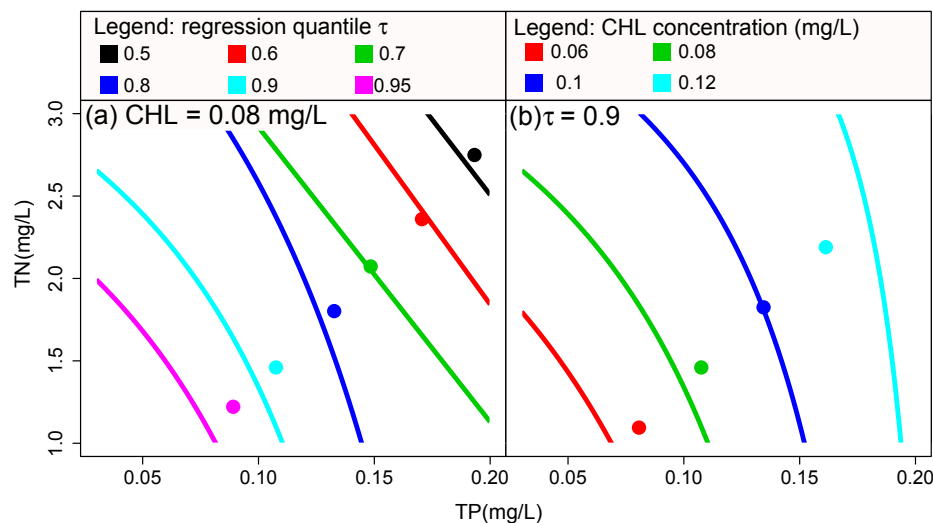 Legend: regression quantile τ
0.5 0.6 0.7
0.8 0.9 0.95
Legend: CHL concentration (mg/L)
0.06 0.08
0.1 0.12
(a) CHL = 0.08 mg/L
(b)τ = 0.9
TN(mg/L)
3.0
2.5
2.0
1.5
1.0
0.05 0.10 0.15 0.20
0.05 0.10 0.15 0.20
TP(mg/L)